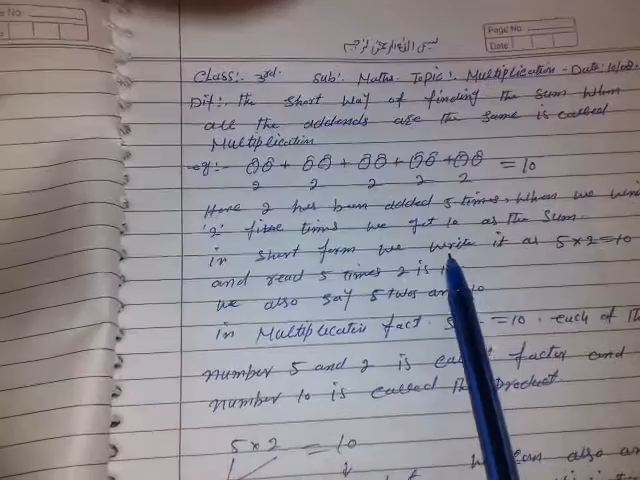 Page No.
Date
بسم اللہ الرحمن الرحیم
Class:- 3rd. Sub: Maths. Topic:. Multiplication - Date: 10/08
Dif:. The short way of finding the sum when
all the addends are the same is called
Multiplication
eg:- + + + + = 10
2 2 2 2 2
Here 2 has been added 5 times. When we
'2' five times we get 10 as the sum.
in short form we write it as 5 x 2 = 10
and read 5 times 2 is
we also say 5 twos 10
in Multiplication fact = 10. each of
number 5 and 2 is factor and
number 10 is called the product
5 x 2 = 10
can also